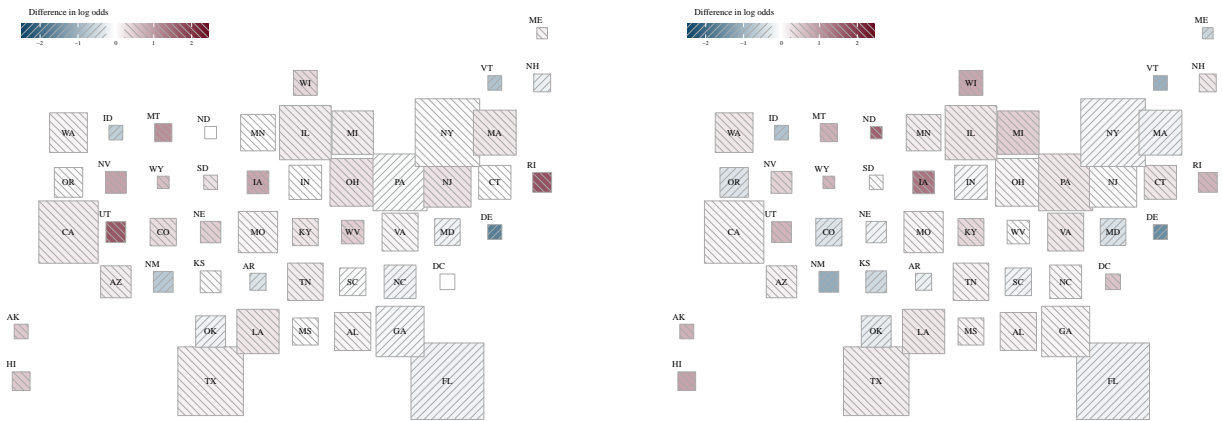 Difference in log odds
−2 −1 0 1 2
ME
WI VT NH
WA ID MT ND MN IL MI NY MA
OR NV WY SD IA IN OH PA NJ CT RI
CA UT CO NE MO KY WV VA MD DE
AZ NM KS AR TN SC NC DC
AK OK LA MS AL GA
HI TX FL
Difference in log odds
−2 −1 0 1 2
ME
WI VT NH
WA ID MT ND MN IL MI NY MA
OR NV WY SD IA IN OH PA NJ CT RI
CA UT CO NE MO KY WV VA MD DE
AZ NM KS AR TN SC NC DC
AK OK LA MS AL GA
HI TX FL